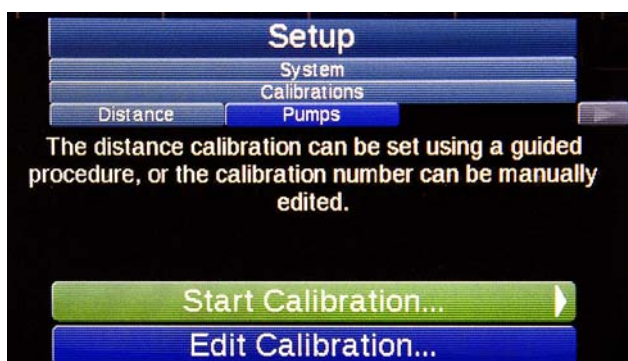 Setup
System
Calibrations
Distance
Pumps
The distance calibration can be set using a guided
procedure, or the calibration number can be manually
edited.
Start Calibration...
Edit Calibration...